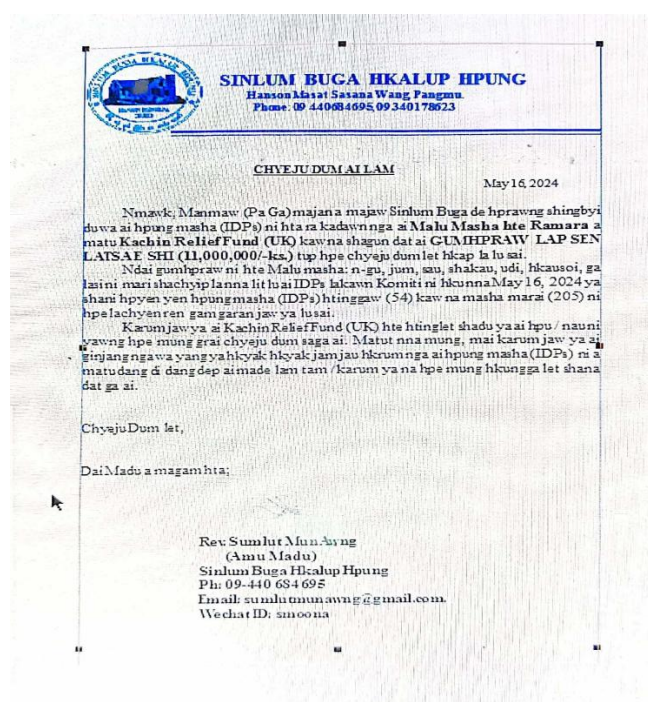 SINLUM BUGA HKALUP HPUNG
Hanson Masat Sasana Wang, Pangmu.
Phone: 09 440684695, 09 340178623
CHYEJU DUM AI LAM
May 16, 2024
Nmawk, Manmaw (Pa Ga) majan a majaw Sinlum Buga de hprawng shingbyi
duwa ai hpung masha (IDPs) ni hta ra kadawn nga ai Malu Masha hte Ramara a
matu Kachin Relief Fund (UK) kaw na shagun dat ai GUMHPRAW LAP SEN
LATSAE SHI (11,000,000/-ks.) tup hpe chyeju dum let hkap la lu sai.
Ndai gumhpraw ni hte Malu masha: n-gu, jum, sau, shakau, udi, hkausoi, ga
lasi ni mari shachyip la nna lit lu ai IDPs lakawn Komiti ni hkunna May 16, 2024 ya
shani hpyen yen hpung masha (IDPs) htinggaw (54) kaw na masha marai (205) ni
hpe lachyen ren gam garan jaw ya lu sai.
Karum jaw ya ai Kachin Relief Fund (UK) hte htinglet shadu ya ai hpu / nau ni
yawng hpe mung grai chyeju dum saga ai. Matut nna mung, mai karum jaw ya ai
ginjang nga wa yang ya hkyak hkyak jam jau hkrum nga ai hpung masha (IDPs) ni a
matu dang di dang dep ai made lam tam / karum ya na hpe mung hkungga let shana
dat ga ai.
Chyeju Dum let,
Dai Madu a magam hta;
Rev. Sumlut Mun Awng
(Amu Madu)
Sinlum Buga Hkalup Hpung
Ph: 09-440 684 695
Email: sumlutmunawng@gmail.com.
Wechat ID: smoona